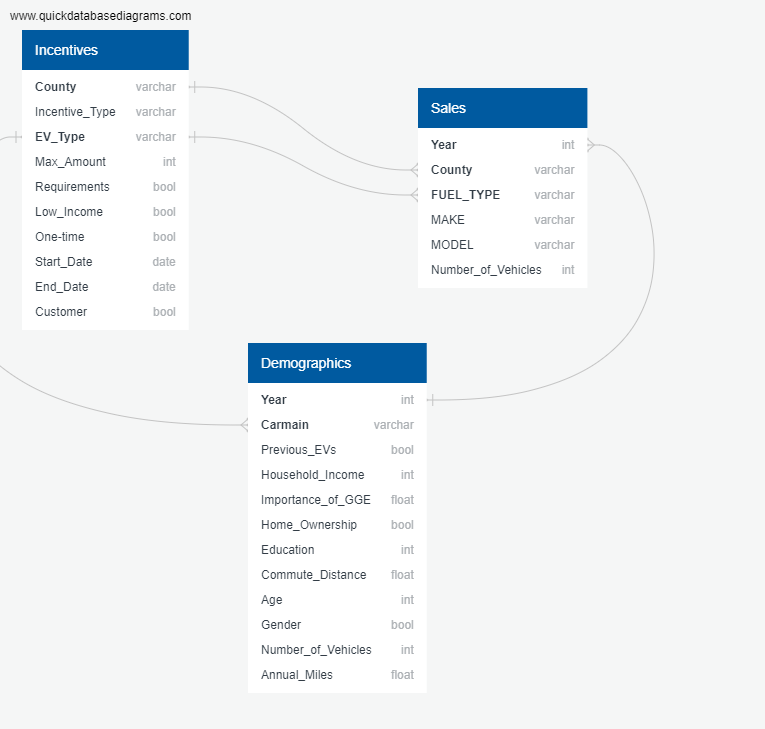 www.quickdatabasediagrams.com
Incentives
County varchar
Incentive_Type varchar
EV_Type varchar
Max_Amount int
Requirements bool
Low_Income bool
One-time bool
Start_Date date
End_Date date
Customer bool
Sales
Year int
County varchar
FUEL_TYPE varchar
MAKE varchar
MODEL varchar
Number_of_Vehicles int
Demographics
Year int
Carmain varchar
Previous_EVs bool
Household_Income int
Importance_of_GGE float
Home_Ownership bool
Education int
Commute_Distance float
Age int
Gender bool
Number_of_Vehicles int
Annual_Miles float